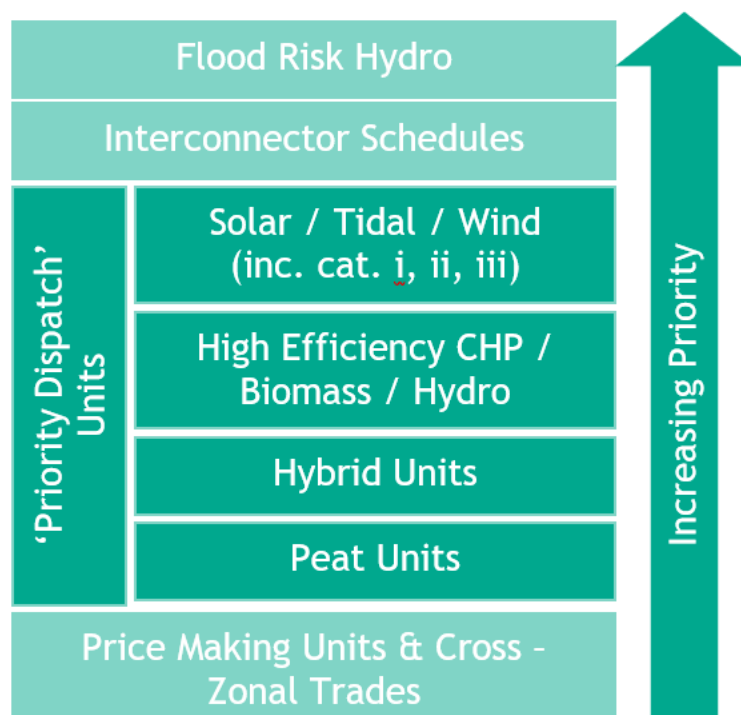 Flood Risk Hydro
Interconnector Schedules
'Priority Dispatch'
Units
Solar / Tidal / Wind
(inc. cat. i, ii, iii)
High Efficiency CHP /
Biomass / Hydro
Hybrid Units
Peat Units
Price Making Units & Cross –
Zonal Trades
Increasing Priority